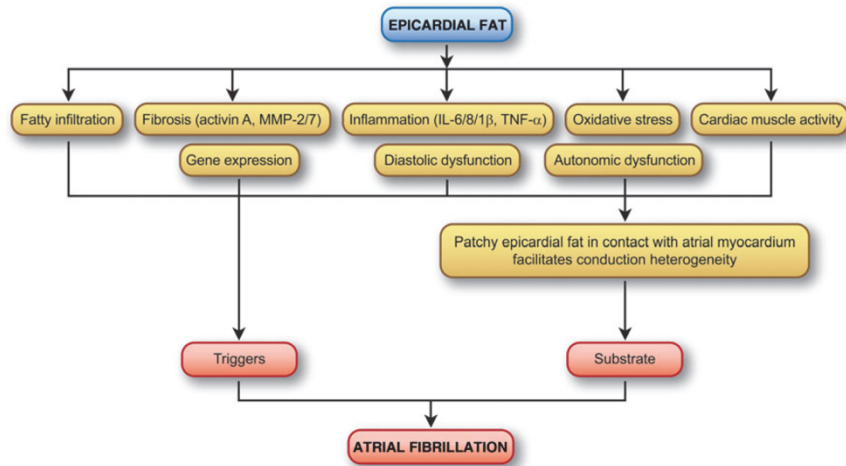 EPICARDIAL FAT
Fatty infiltration
Fibrosis (activin A, MMP-2/7)
Inflammation (IL-6/8/1β, TNF-α)
Oxidative stress
Cardiac muscle activity
Gene expression
Diastolic dysfunction
Autonomic dysfunction
Patchy epicardial fat in contact with atrial myocardium
facilitates conduction heterogeneity
Triggers
Substrate
ATRIAL FIBRILLATION